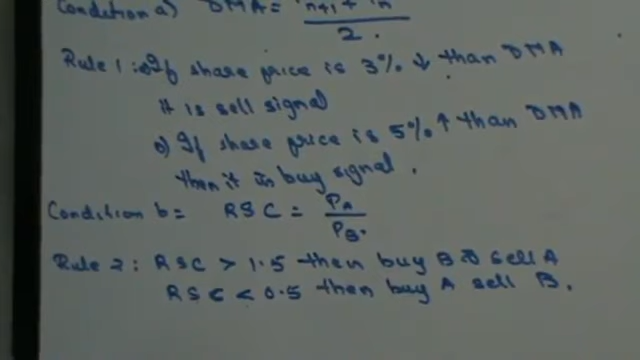 Condition a) DMA = n+1 + n
2.
Rule 1: o) If share price is 3% ↓ than DMA
it is sell signal
o) If share price is 5% ↑ than DMA
then it is buy signal.
Condition b = RSC = PA
PB.
Rule 2: RSC > 1.5 then buy B & sell A
RSC < 0.5 then buy A sell B.